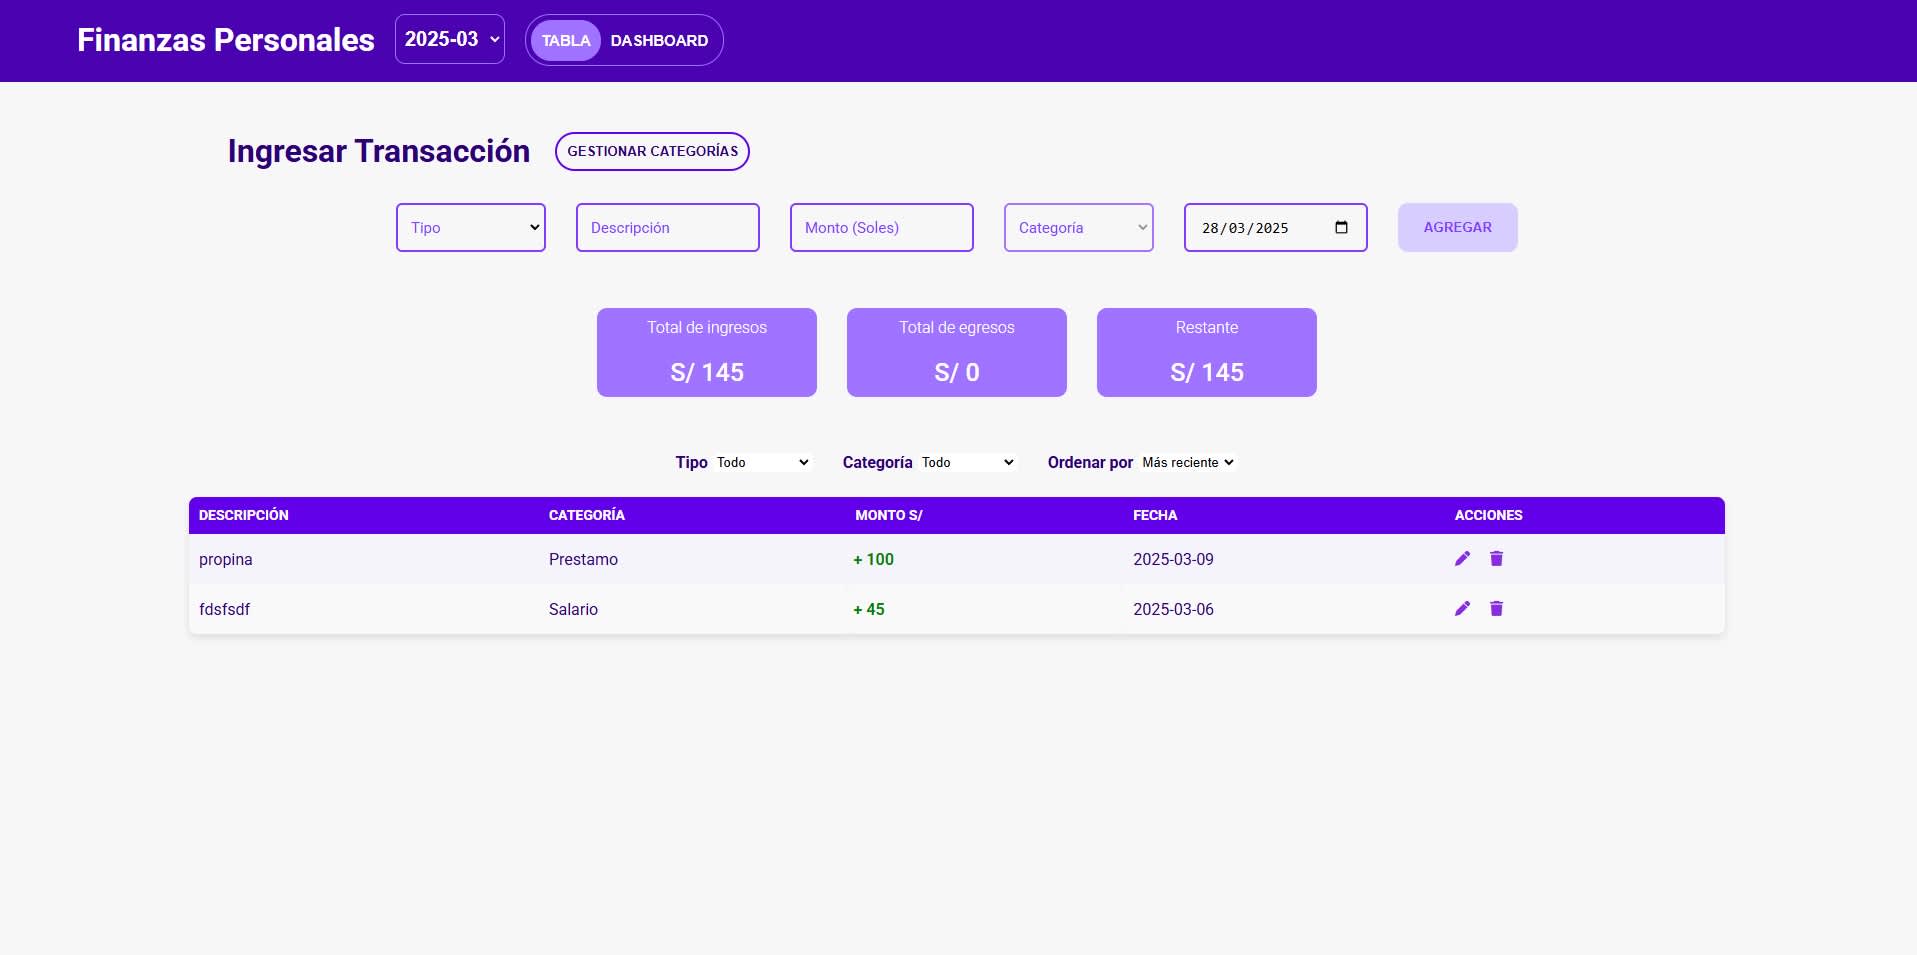 Finanzas Personales 2025-03 TABLA DASHBOARD
Ingresar Transacción GESTIONAR CATEGORÍAS
Tipo Descripción Monto (Soles) Categoría 28/03/2025 AGREGAR
Total de ingresos Total de egresos Restante
S/ 145 S/ 0 S/ 145
Tipo Todo Categoría Todo Ordenar por Más reciente
DESCRIPCIÓN CATEGORÍA MONTO S/ FECHA ACCIONES
propina Prestamo + 100 2025-03-09
fdsfsdf Salario + 45 2025-03-06